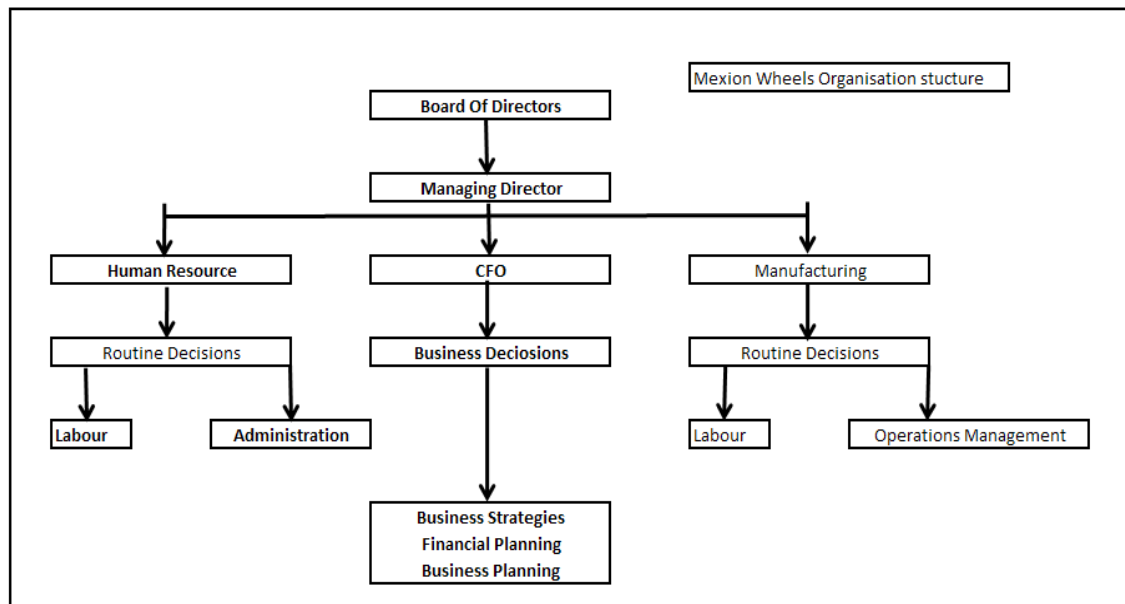 Mexion Wheels Organisation stucture
Board Of Directors
Managing Director
Human Resource
CFO
Manufacturing
Routine Decisions
Business Deciosions
Routine Decisions
Labour
Administration
Labour
Operations Management
Business Strategies
Financial Planning
Business Planning